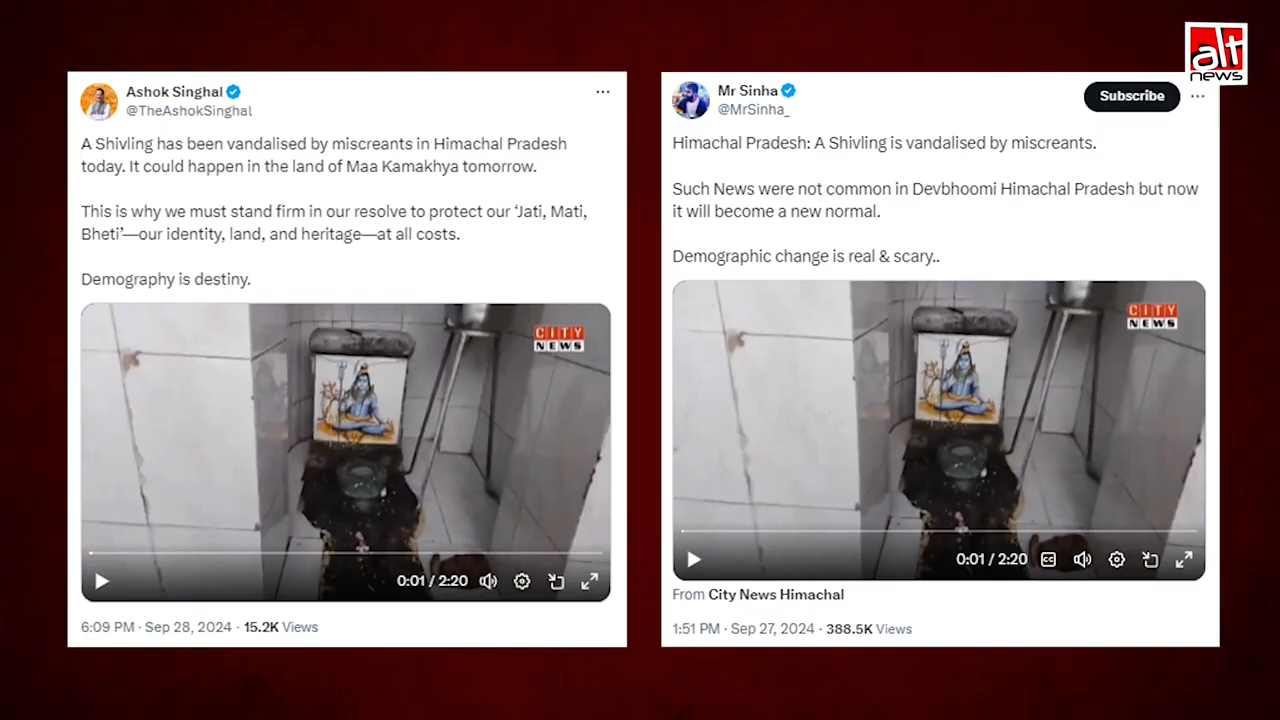 alt
news
Ashok Singhal
@TheAshokSinghal
A Shivling has been vandalised by miscreants in Himachal Pradesh
today. It could happen in the land of Maa Kamakhya tomorrow.
This is why we must stand firm in our resolve to protect our ‘Jati, Mati,
Bheti’—our identity, land, and heritage—at all costs.
Demography is destiny.
CITY
NEWS
0:01 / 2:20
6:09 PM · Sep 28, 2024 · 15.2K Views
Mr Sinha
@MrSinha_
Subscribe
Himachal Pradesh: A Shivling is vandalised by miscreants.
Such News were not common in Devbhoomi Himachal Pradesh but now
it will become a new normal.
Demographic change is real & scary..
CITY
NEWS
0:01 / 2:20
CC
From City News Himachal
1:51 PM · Sep 27, 2024 · 388.5K Views